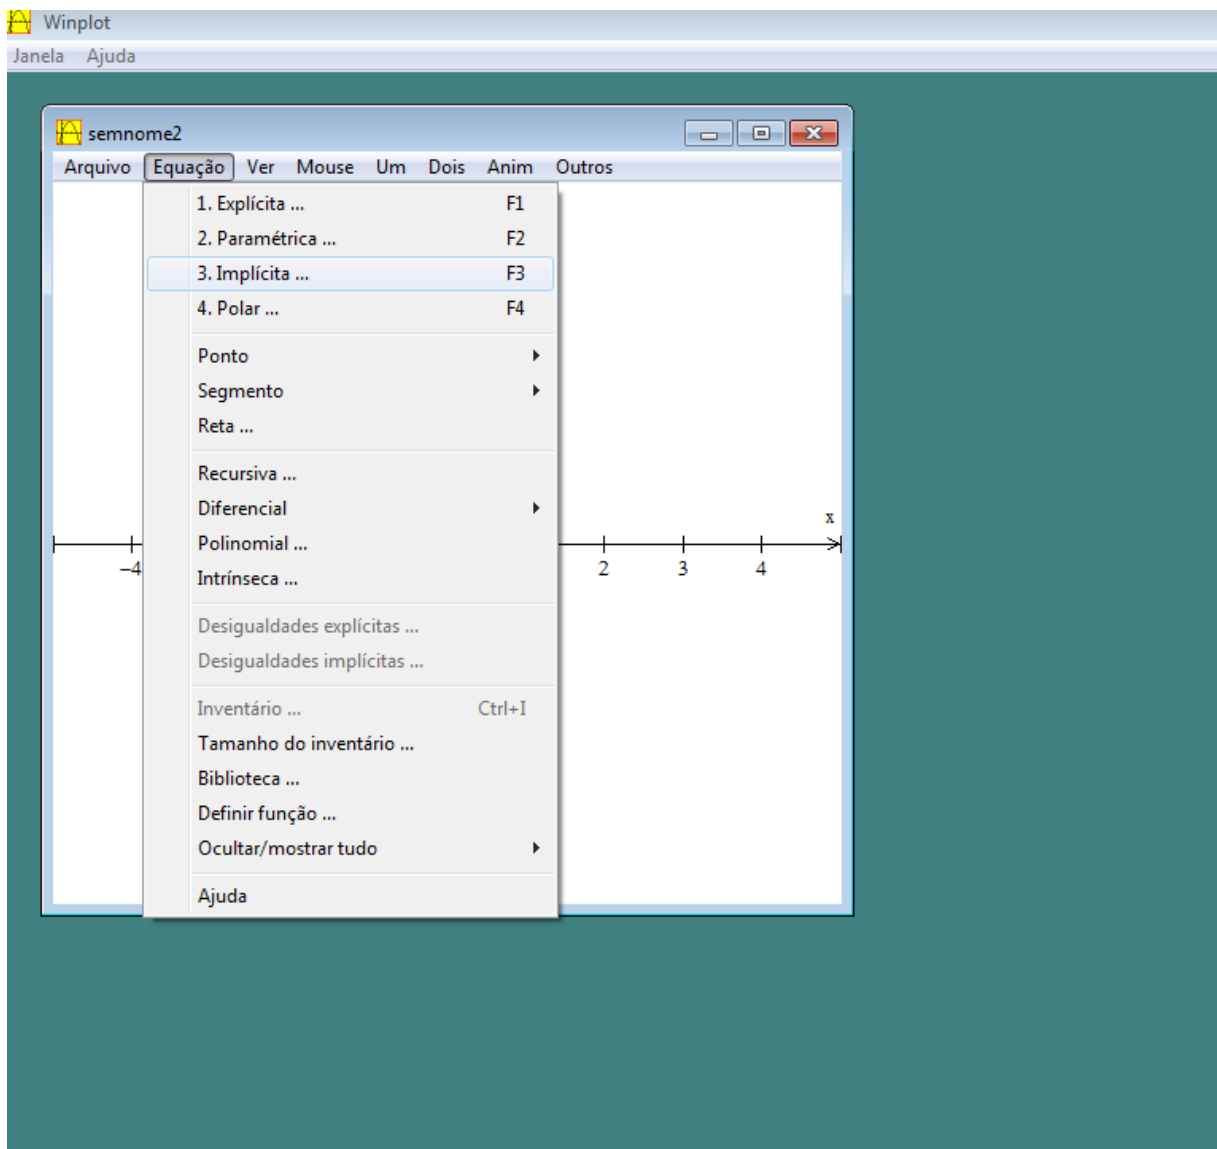 Winplot
Janela Ajuda
semnome2
Arquivo Equação Ver Mouse Um Dois Anim Outros
1. Explícita ... F1
2. Paramétrica ... F2
3. Implícita ... F3
4. Polar ... F4
Ponto
Segmento
Reta ...
Recursiva ...
Diferencial
x
Polinomial ...
–4 2 3 4
Intrínseca ...
Desigualdades explícitas ...
Desigualdades implícitas ...
Inventário ... Ctrl+I
Tamanho do inventário ...
Biblioteca ...
Definir função ...
Ocultar/mostrar tudo
Ajuda